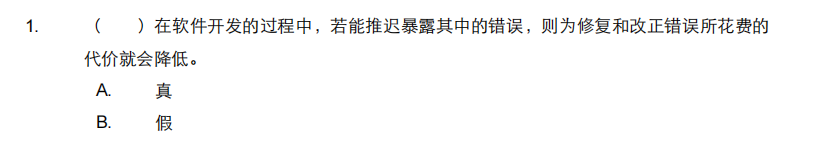 1. （　　）在软件开发的过程中，若能推迟暴露其中的错误，则为修复和改正错误所花费的
代价就会降低。
A. 真
B. 假